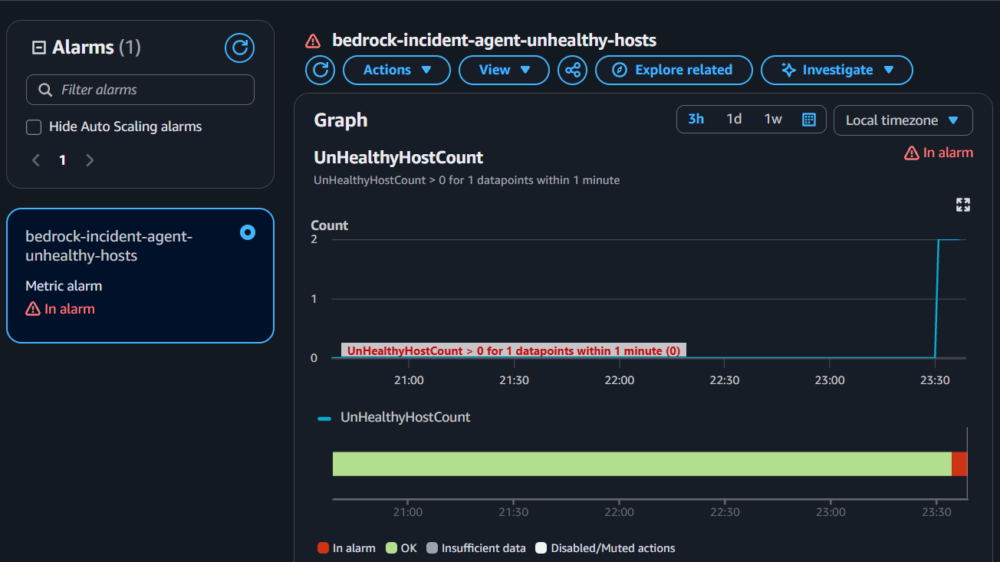 Alarms (1)
Filter alarms
Hide Auto Scaling alarms
1
bedrock-incident-agent-
unhealthy-hosts
Metric alarm
In alarm
bedrock-incident-agent-unhealthy-hosts
Actions
View
Explore related
Investigate
Graph
3h 1d 1w
Local timezone
UnHealthyHostCount
In alarm
UnHealthyHostCount > 0 for 1 datapoints within 1 minute
Count
2
1
0
UnHealthyHostCount > 0 for 1 datapoints within 1 minute (0)
21:00 21:30 22:00 22:30 23:00 23:30
UnHealthyHostCount
21:00 21:30 22:00 22:30 23:00 23:30
In alarm OK Insufficient data Disabled/Muted actions